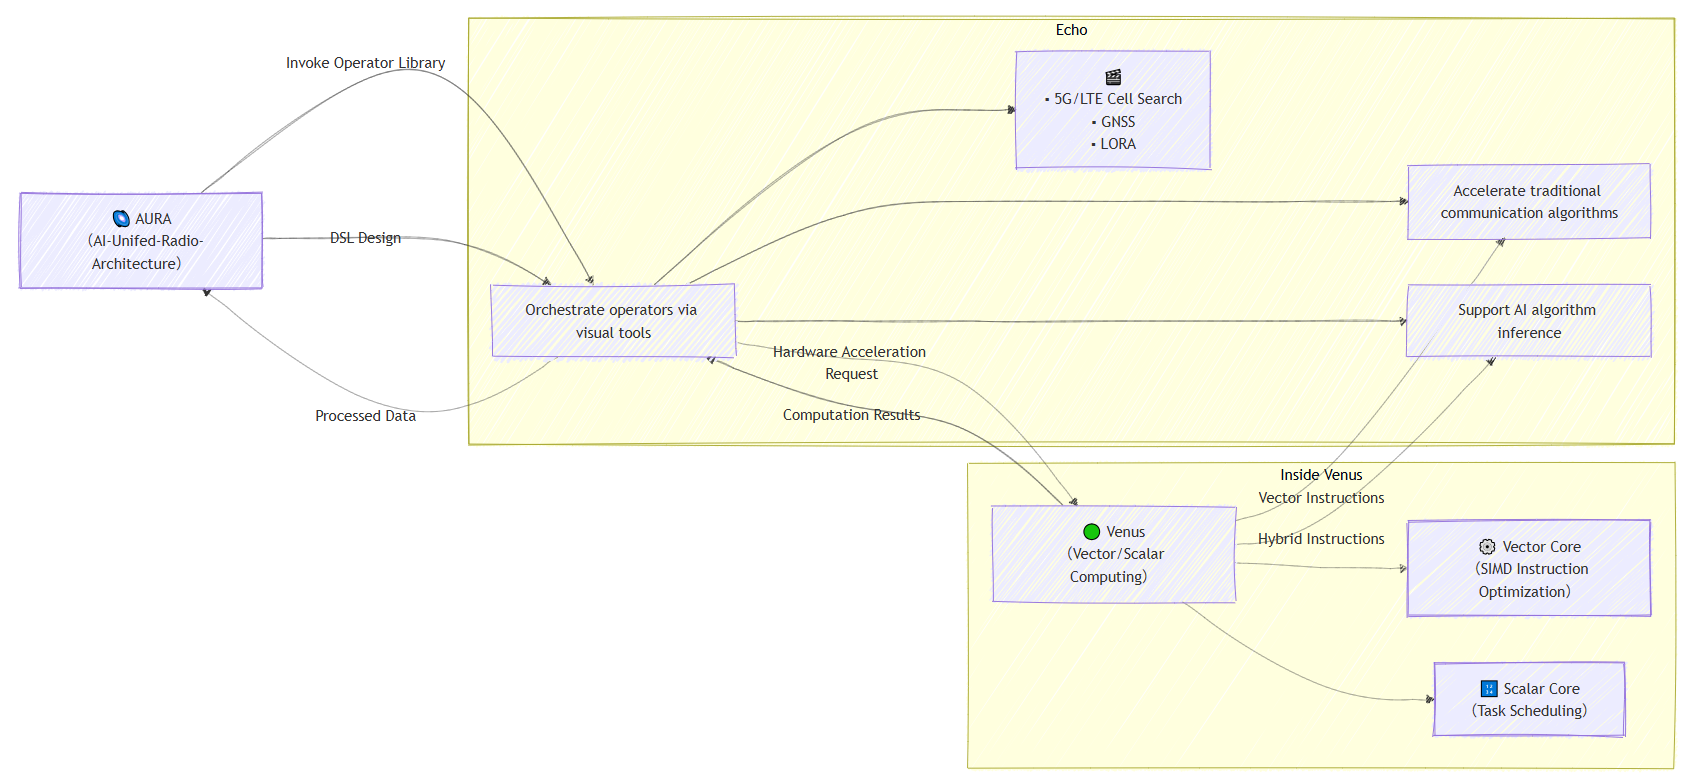 Echo
Invoke Operator Library
▪ 5G/LTE Cell Search
▪ GNSS
▪ LORA
AURA
（AI-Unifed-Radio-
Architecture）
DSL Design
Accelerate traditional
communication algorithms
Orchestrate operators via
visual tools
Support AI algorithm
inference
Hardware Acceleration
Request
Processed Data
Computation Results
Inside Venus
Vector Instructions
Hybrid Instructions
Venus
（Vector/Scalar
Computing）
Vector Core
（SIMD Instruction
Optimization）
Scalar Core
（Task Scheduling）